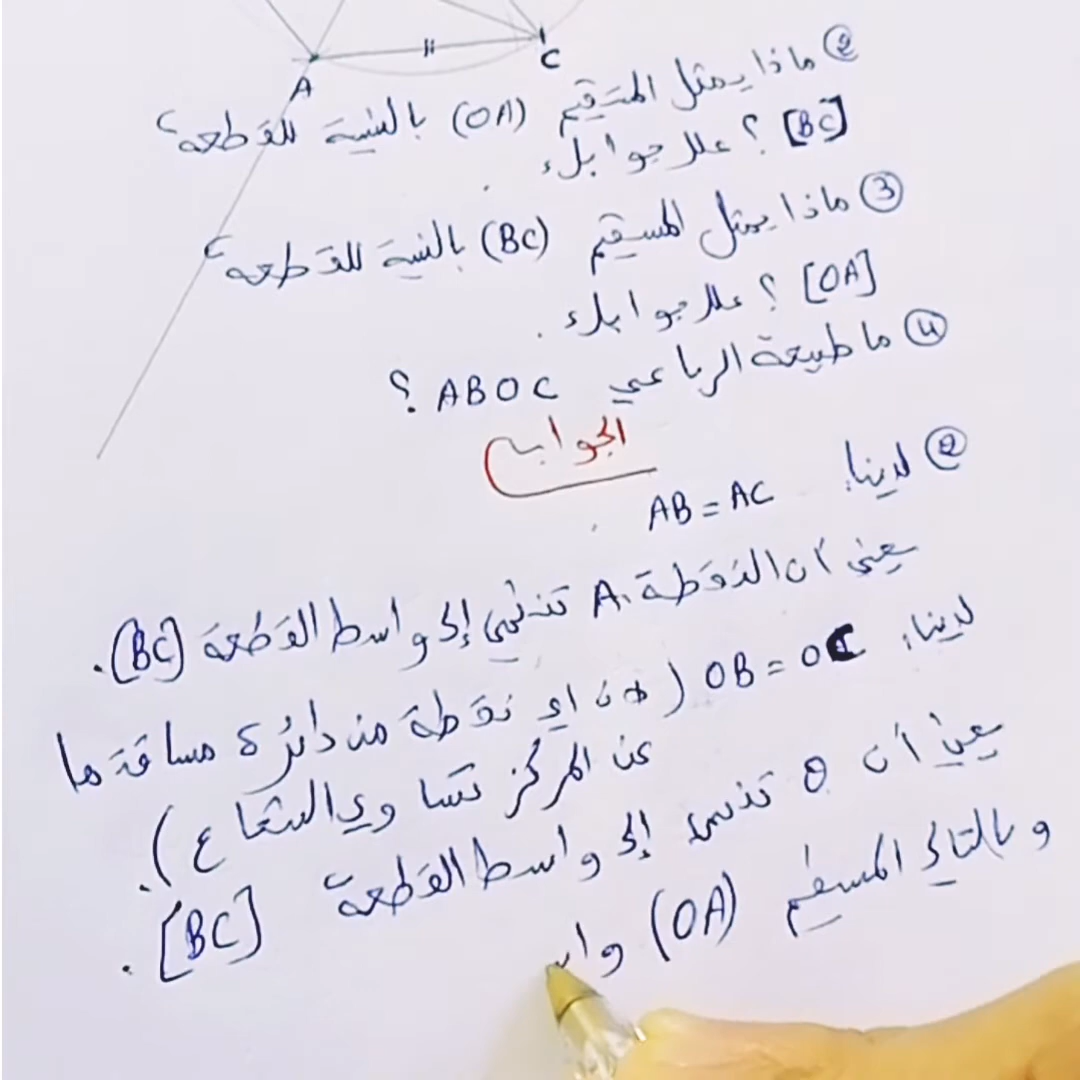 A
C
② ماذا يمثل المستقيم (OA) بالنسبة للقطعة
[BC] ؟ علل جوابك.
③ ماذا يمثل المستقيم (BC) بالنسبة للقطعة
[OA] ؟ علل جوابك.
④ ما طبيعة الرباعي ABOC ؟
الجواب
② لدينا: AB = AC
يعني أن النقطة A تنتمي إلى واسط القطعة [BC].
لدينا: OB = OC (لأن أي نقطة من دائرة مسافتها
عن المركز تساوي الشعاع).
يعني أن O تنتمي إلى واسط القطعة [BC].
وبالتالي المستقيم (OA) واس